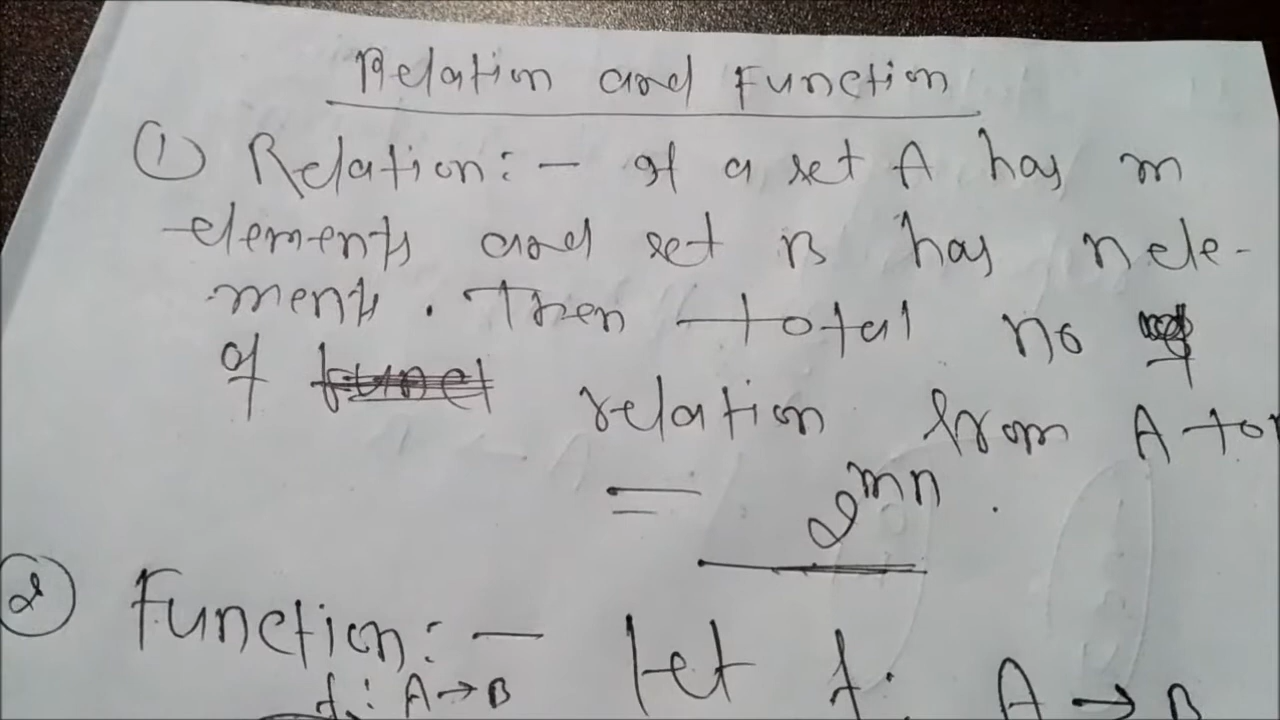 Relation and Function
① Relation: - If a set A has m
elements and set B has n ele-
ments. Then total no
of relation from A to
= 2^mn.
② Function: - Let f: A → B
f: A → B